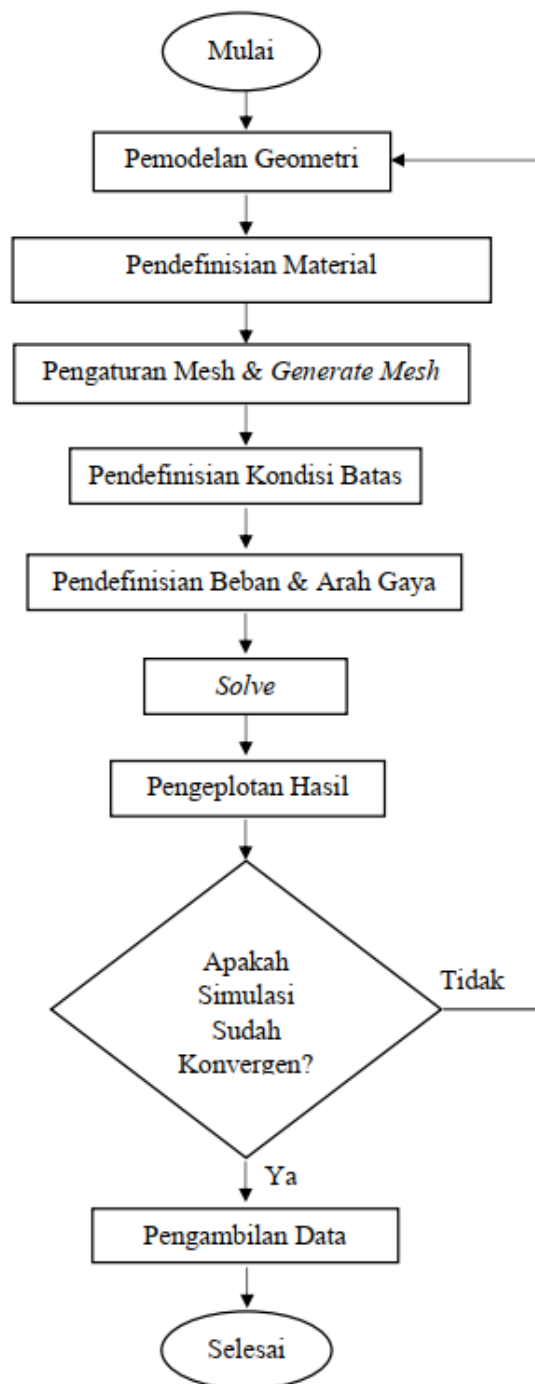 Mulai
Pemodelan Geometri
Pendefinisian Material
Pengaturan Mesh & Generate Mesh
Pendefinisian Kondisi Batas
Pendefinisian Beban & Arah Gaya
Solve
Pengeplotan Hasil
Apakah
Simulasi
Sudah
Konvergen?
Tidak
Ya
Pengambilan Data
Selesai